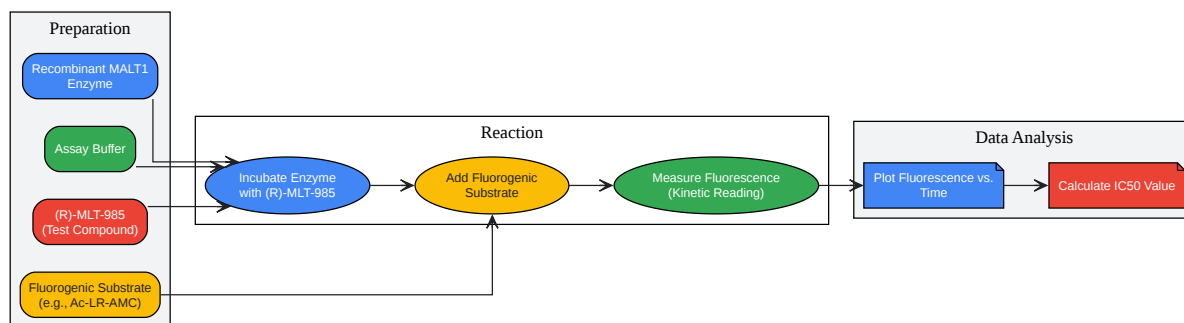 Preparation
Recombinant MALT1
Enzyme
Assay Buffer
(R)-MLT-985
(Test Compound)
Fluorogenic Substrate
(e.g., Ac-LR-AMC)
Reaction
Incubate Enzyme
with (R)-MLT-985
Add Fluorogenic
Substrate
Measure Fluorescence
(Kinetic Reading)
Data Analysis
Plot Fluorescence vs.
Time
Calculate IC50 Value